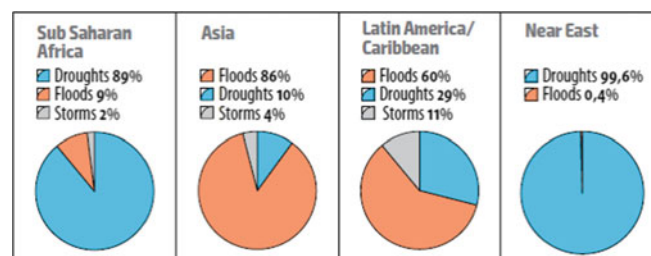 Sub Saharan
Africa
Droughts 89%
Floods 9%
Storms 2%
Asia
Floods 86%
Droughts 10%
Storms 4%
Latin America/
Caribbean
Floods 60%
Droughts 29%
Storms 11%
Near East
Droughts 99,6%
Floods 0,4%